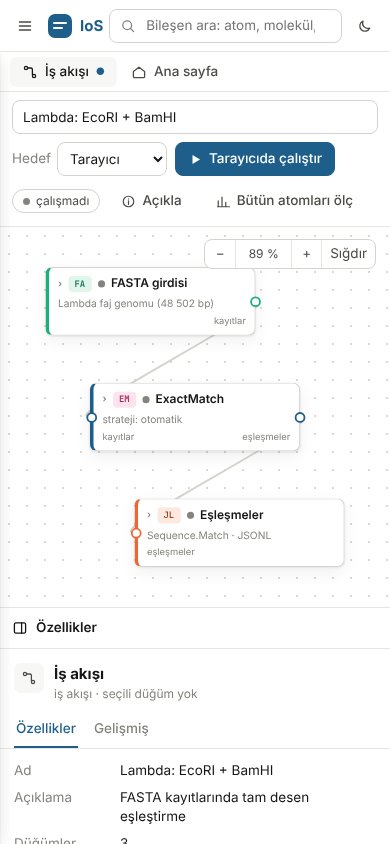 IoS
Bileşen ara: atom, molekül,
İş akışı
Ana sayfa
Lambda: EcoRI + BamHI
Hedef
Tarayıcı
Tarayıcıda çalıştır
çalışmadı
Açıkla
Bütün atomları ölç
− 89 % + Sığdır
› FA FASTA girdisi
Lambda faj genomu (48 502 bp)
kayıtlar
› EM ExactMatch
strateji: otomatik
kayıtlar eşleşmeler
› JL Eşleşmeler
Sequence.Match · JSONL
eşleşmeler
Özellikler
İş akışı
iş akışı · seçili düğüm yok
Özellikler Gelişmiş
Ad Lambda: EcoRI + BamHI
Açıklama FASTA kayıtlarında tam desen
eşleştirme
Düğümler 3